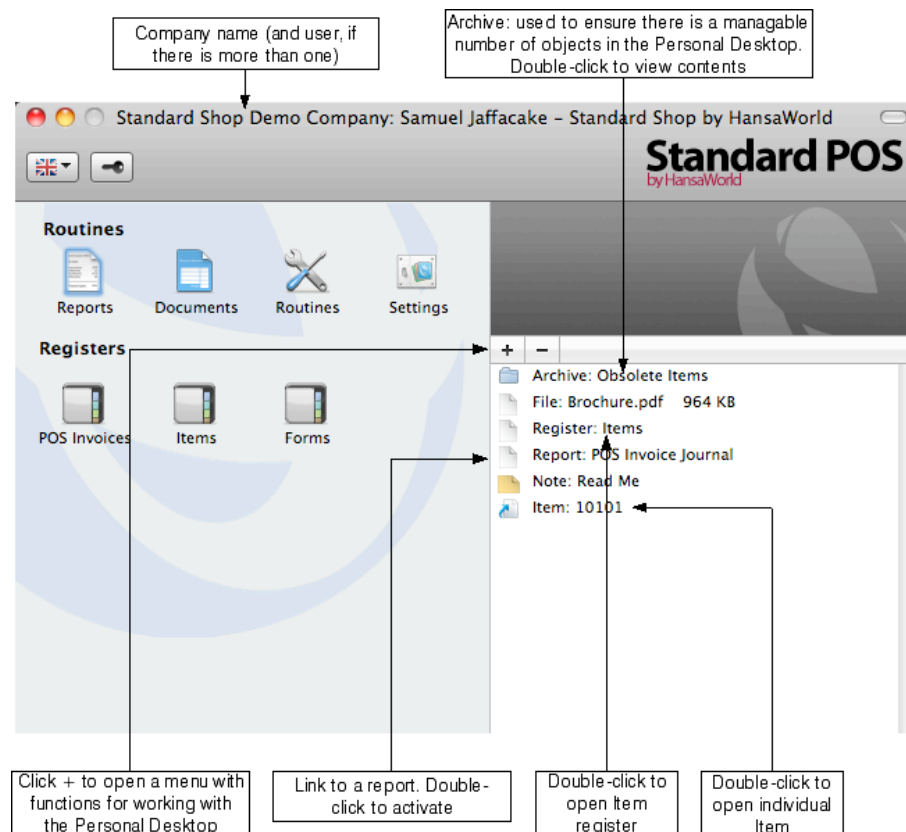 Company name (and user, if
there is more than one)
Archive: used to ensure there is a managable
number of objects in the Personal Desktop.
Double-click to view contents
Standard Shop Demo Company: Samuel Jaffacake – Standard Shop by HansaWorld
Standard POS
by HansaWorld
Routines
Reports
Documents
Routines
Settings
Registers
POS Invoices
Items
Forms
+ −
Archive: Obsolete Items
File: Brochure.pdf 964 KB
Register: Items
Report: POS Invoice Journal
Note: Read Me
Item: 10101
Click + to open a menu with
functions for working with
the Personal Desktop
Link to a report. Double-
click to activate
Double-click to
open Item
register
Double-click to
open individual
Item